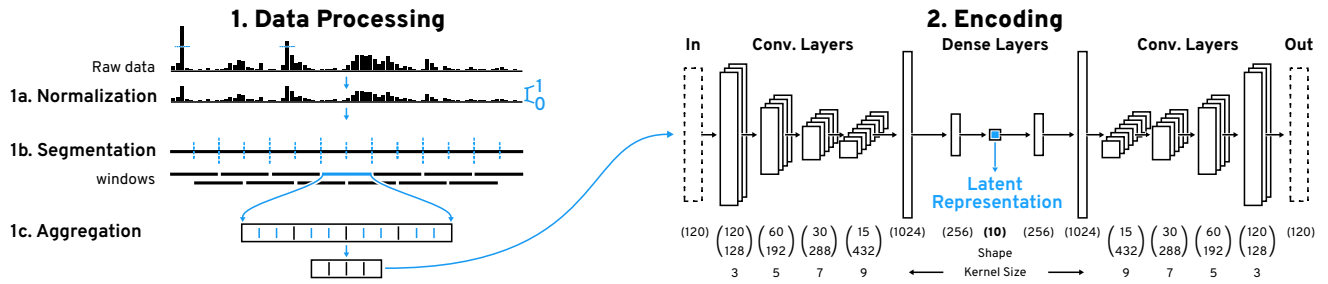 1. Data Processing
Raw data
1a. Normalization
1
0
1b. Segmentation
windows
1c. Aggregation
2. Encoding
In
Conv. Layers
Dense Layers
Conv. Layers
Out
Latent
Representation
(120) (120 128) (60 192) (30 288) (15 432) (1024) (256) (10) (256) (1024) (15 432) (30 288) (60 192) (120 128) (120)
Shape
3 5 7 9 Kernel Size 9 7 5 3